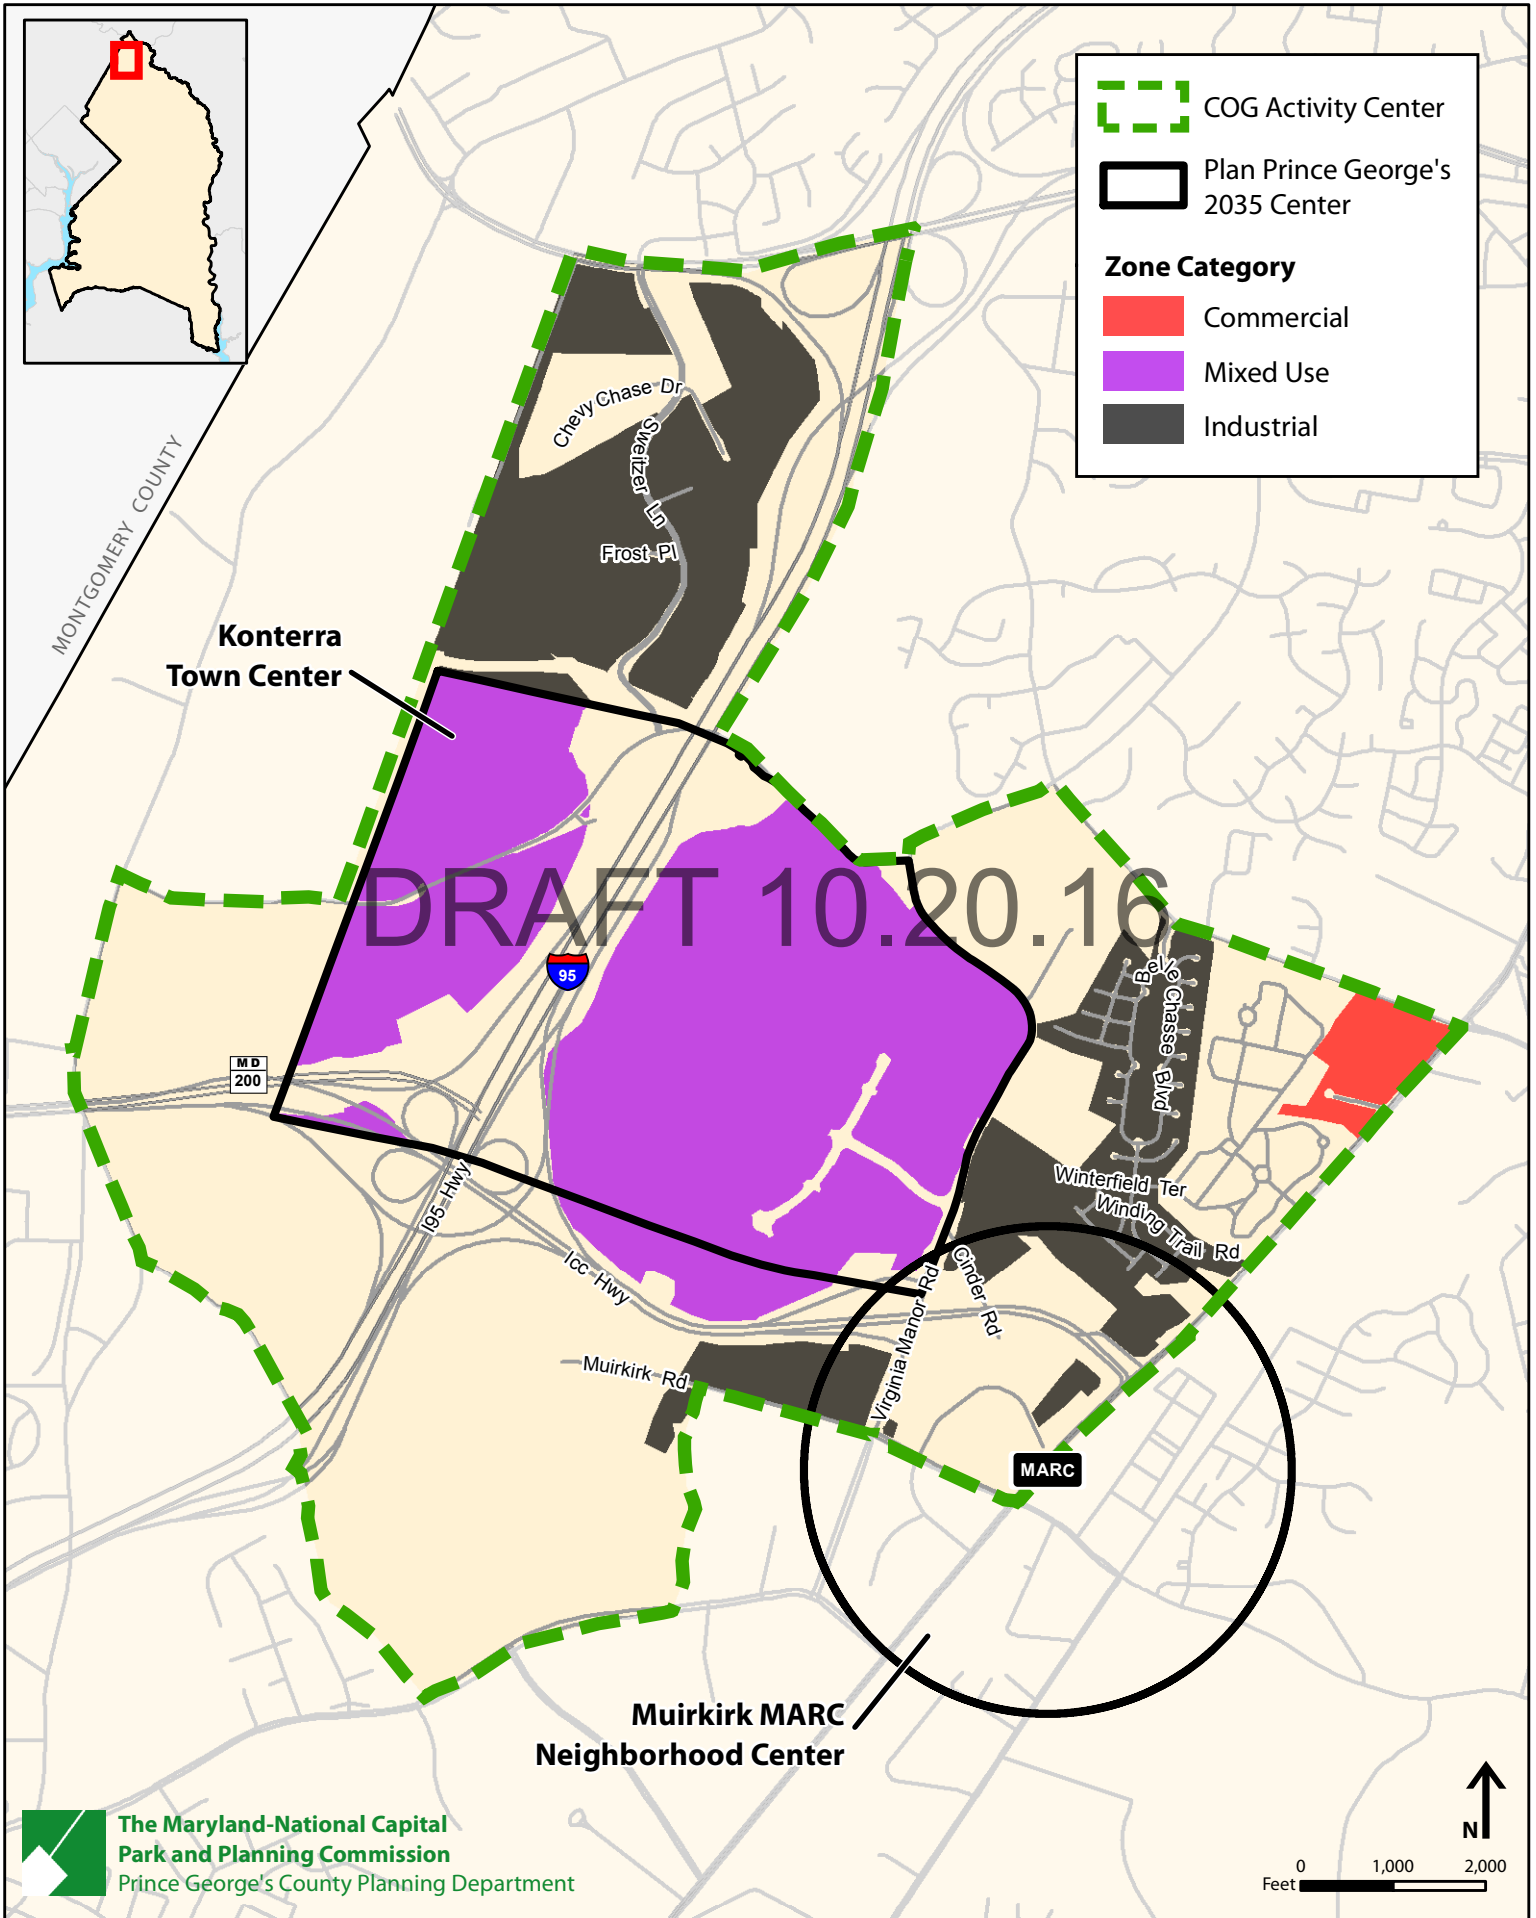 COG Activity Center
Plan Prince George's
2035 Center
Zone Category
Commercial
Mixed Use
Industrial
MONTGOMERY COUNTY
Chevy Chase Dr
Sweitzer Ln
Frost Pl
Konterra
Town Center
DRAFT 10.20.16
95
MD
200
I95 Hwy
Icc Hwy
Belve Chasse Blvd
Winterfield Ter
Winding Trail Rd
Cinder Rd
Virginia Manor Rd
Muirkirk Rd
MARC
Muirkirk MARC
Neighborhood Center
The Maryland-National Capital
Park and Planning Commission
Prince George's County Planning Department
N
0 1,000 2,000
Feet